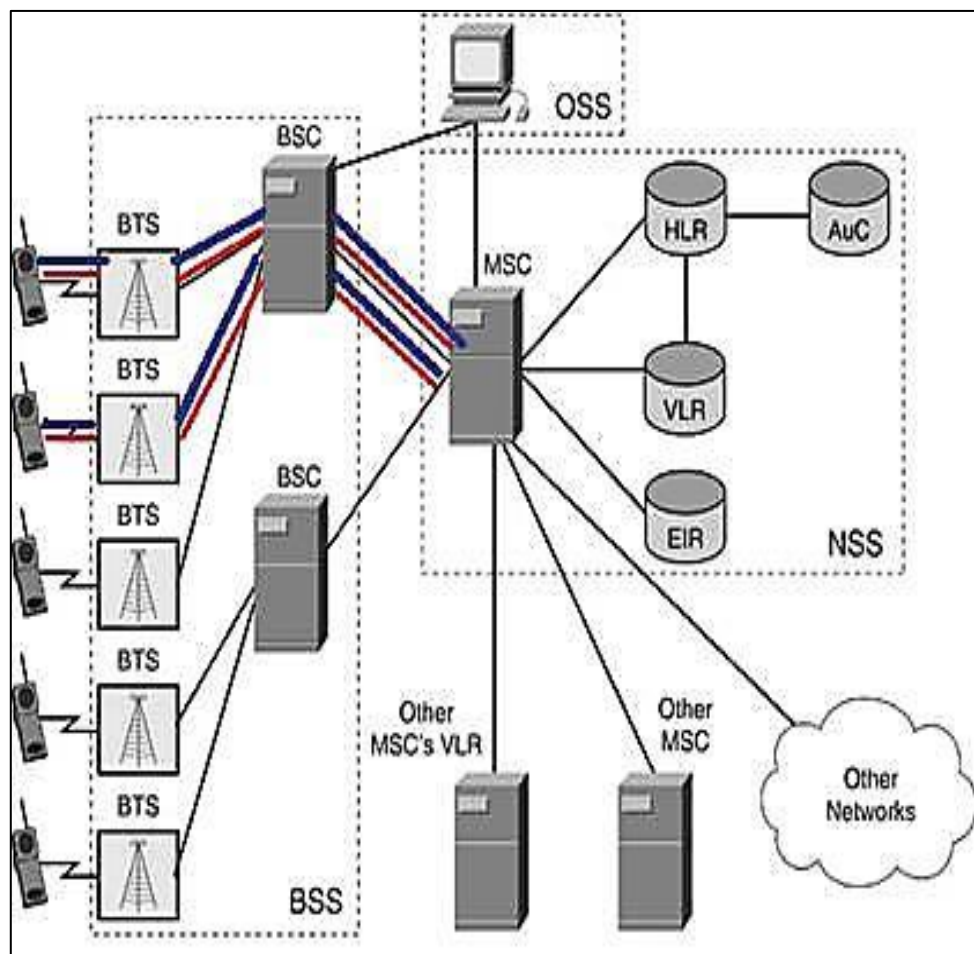 OSS
BSC
BTS
HLR
AuC
MSC
BTS
VLR
BSC
BTS
EIR
NSS
BTS
Other
MSC's VLR
Other
MSC
BTS
Other
Networks
BSS